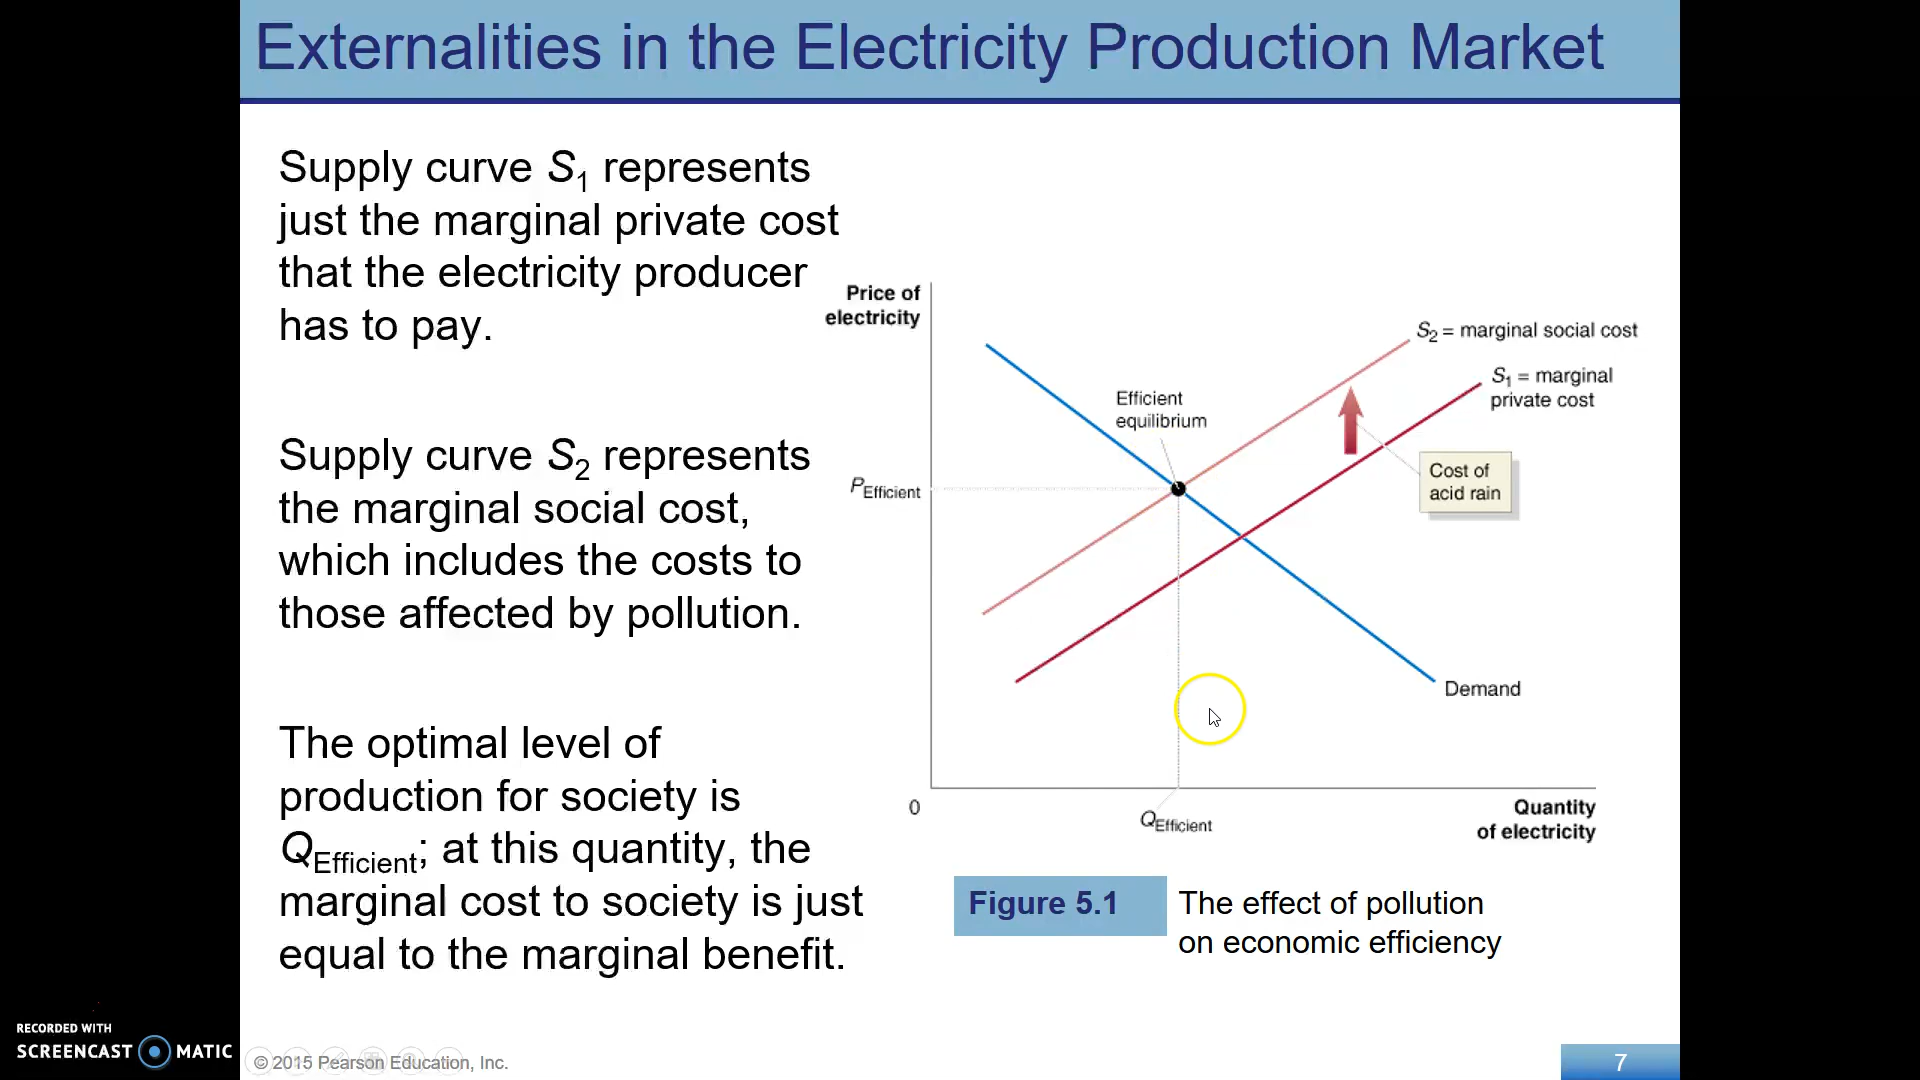 Externalities in the Electricity Production Market
Supply curve S1 represents
just the marginal private cost
that the electricity producer
has to pay.
Supply curve S2 represents
the marginal social cost,
which includes the costs to
those affected by pollution.
The optimal level of
production for society is
QEfficient; at this quantity, the
marginal cost to society is just
equal to the marginal benefit.
Price of
electricity
S2 = marginal social cost
S1 = marginal
private cost
Efficient
equilibrium
Cost of
acid rain
PEfficient
Demand
0
QEfficient
Quantity
of electricity
Figure 5.1
The effect of pollution
on economic efficiency
RECORDED WITH
SCREENCAST MATIC
© 2015 Pearson Education, Inc.
7